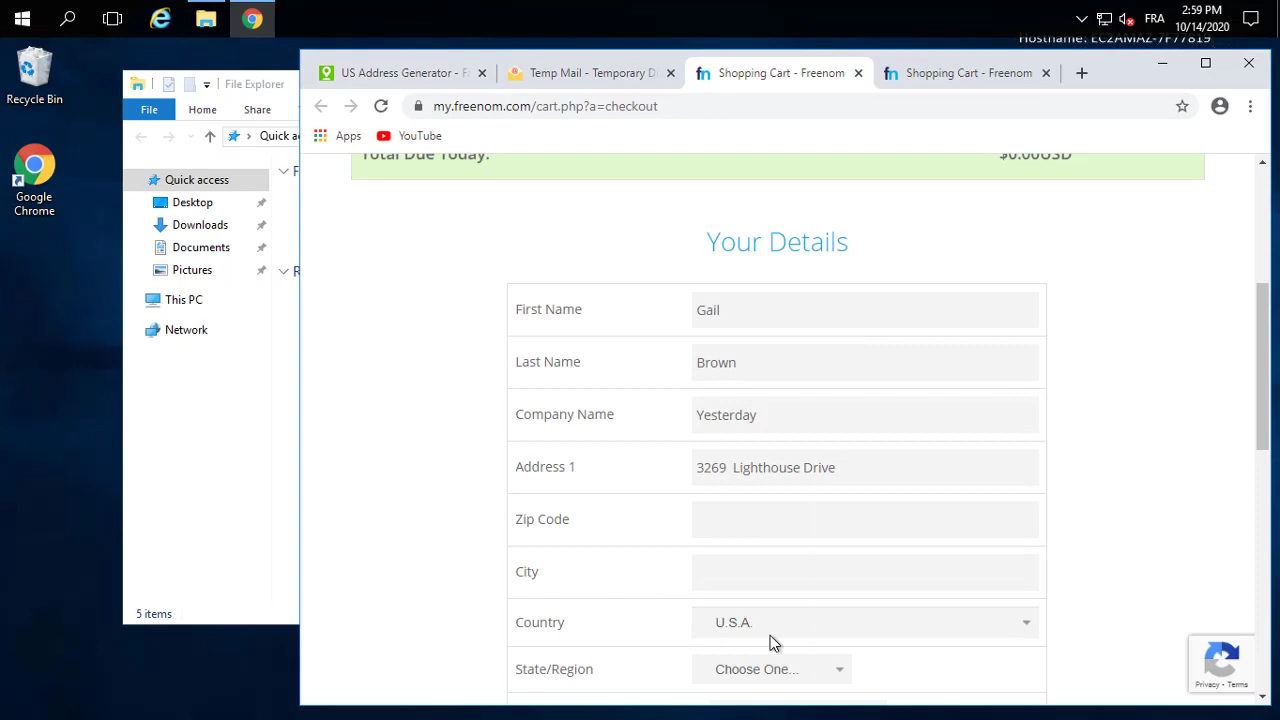 FRA
2:59 PM
10/14/2020
Hostname: EC2AMAZ-7F77819
Recycle Bin
Google
Chrome
File Explorer
File
Home
Share
Quick ac
Quick access
Desktop
Downloads
Documents
Pictures
This PC
Network
5 items
F
R
US Address Generator - F
Temp Mail - Temporary D
Shopping Cart - Freenom
Shopping Cart - Freenom
my.freenom.com/cart.php?a=checkout
Apps
YouTube
Total Due Today:
$0.00USD
Your Details
First Name
Gail
Last Name
Brown
Company Name
Yesterday
Address 1
3269 Lighthouse Drive
Zip Code
City
Country
U.S.A.
State/Region
Choose One...
Privacy - Terms